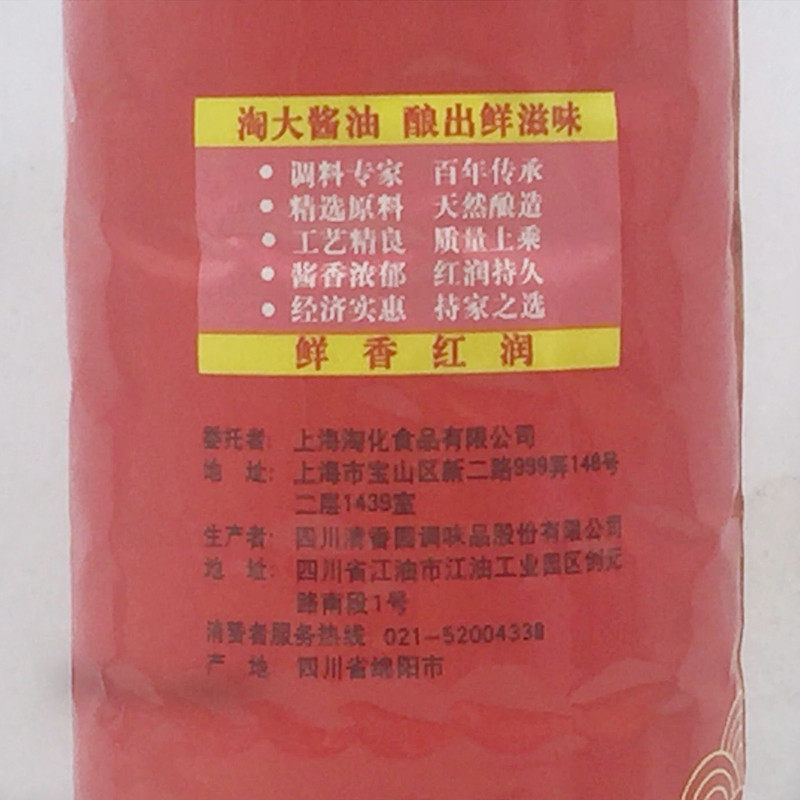 淘大酱油 酿出鲜滋味
• 调料专家 百年传承
• 精选原料 天然酿造
• 工艺精良 质量上乘
• 酱香浓郁 红润持久
• 经济实惠 持家之选
鲜香红润
委托者: 上海淘化食品有限公司
地 址: 上海市宝山区新二路999弄148号
二层1439室
生产者: 四川清香园调味品股份有限公司
地 址: 四川省江油市江油工业园区创元
路南段1号
消费者服务热线 021-52004338
产 地 四川省绵阳市